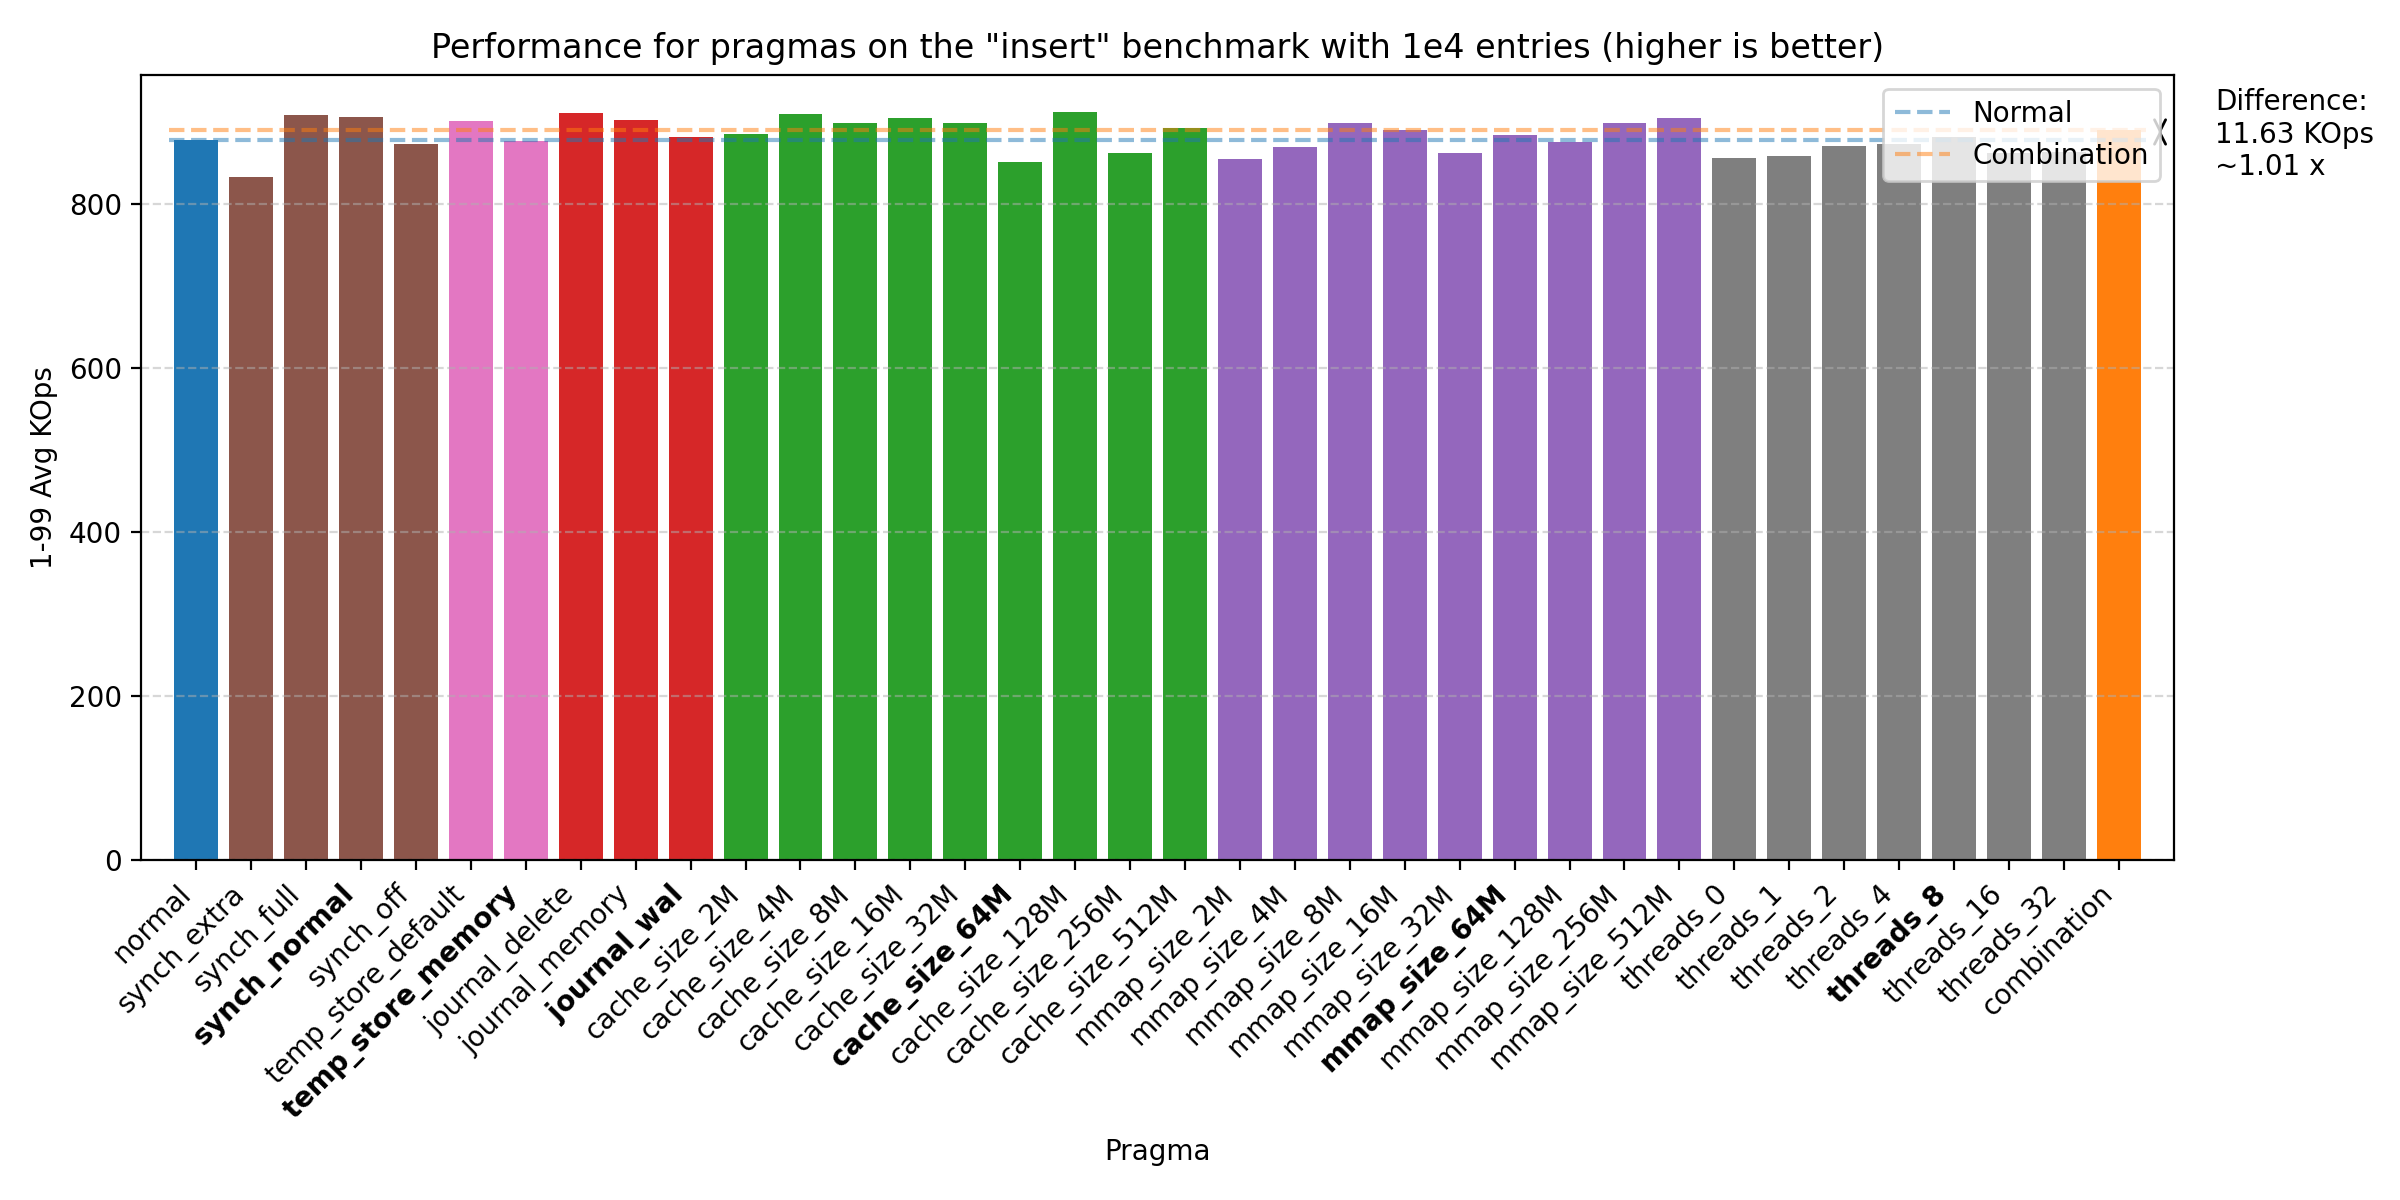 Performance for pragmas on the "insert" benchmark with 1e4 entries (higher is better)
Normal
Combination
Difference:
11.63 KOps
~1.01 x
1-99 Avg KOps
800
600
400
200
0
normal
synch_extra
synch_full
synch_normal
synch_off
temp_store_default
temp_store_memory
journal_delete
journal_memory
journal_wal
cache_size_2M
cache_size_4M
cache_size_8M
cache_size_16M
cache_size_32M
cache_size_64M
cache_size_128M
cache_size_256M
cache_size_512M
mmap_size_2M
mmap_size_4M
mmap_size_8M
mmap_size_16M
mmap_size_32M
mmap_size_64M
mmap_size_128M
mmap_size_256M
mmap_size_512M
threads_0
threads_1
threads_2
threads_4
threads_8
threads_16
threads_32
combination
Pragma